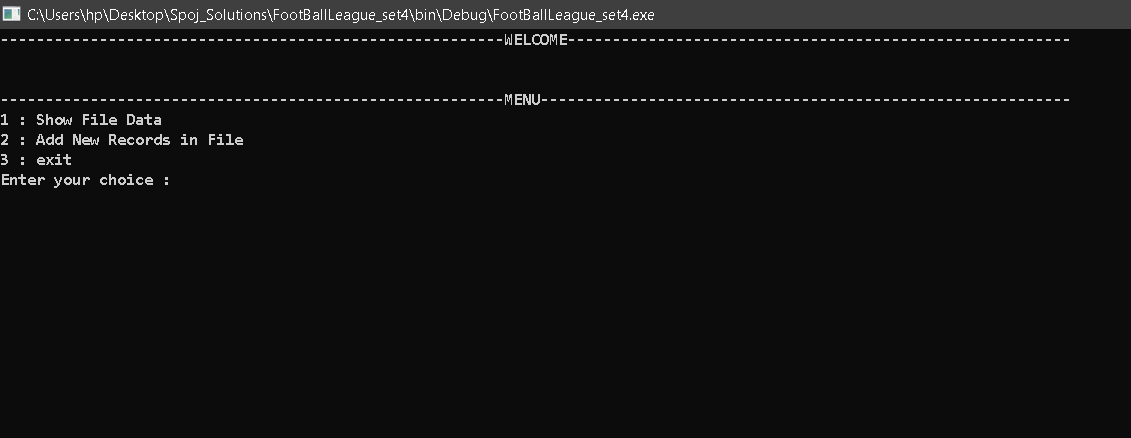 C:\Users\hp\Desktop\Spoj_Solutions\FootBallLeague_set4\bin\Debug\FootBallLeague_set4.exe
--------------------------------------------------------WELCOME--------------------------------------------------------
--------------------------------------------------------MENU-----------------------------------------------------------
1 : Show File Data
2 : Add New Records in File
3 : exit
Enter your choice :